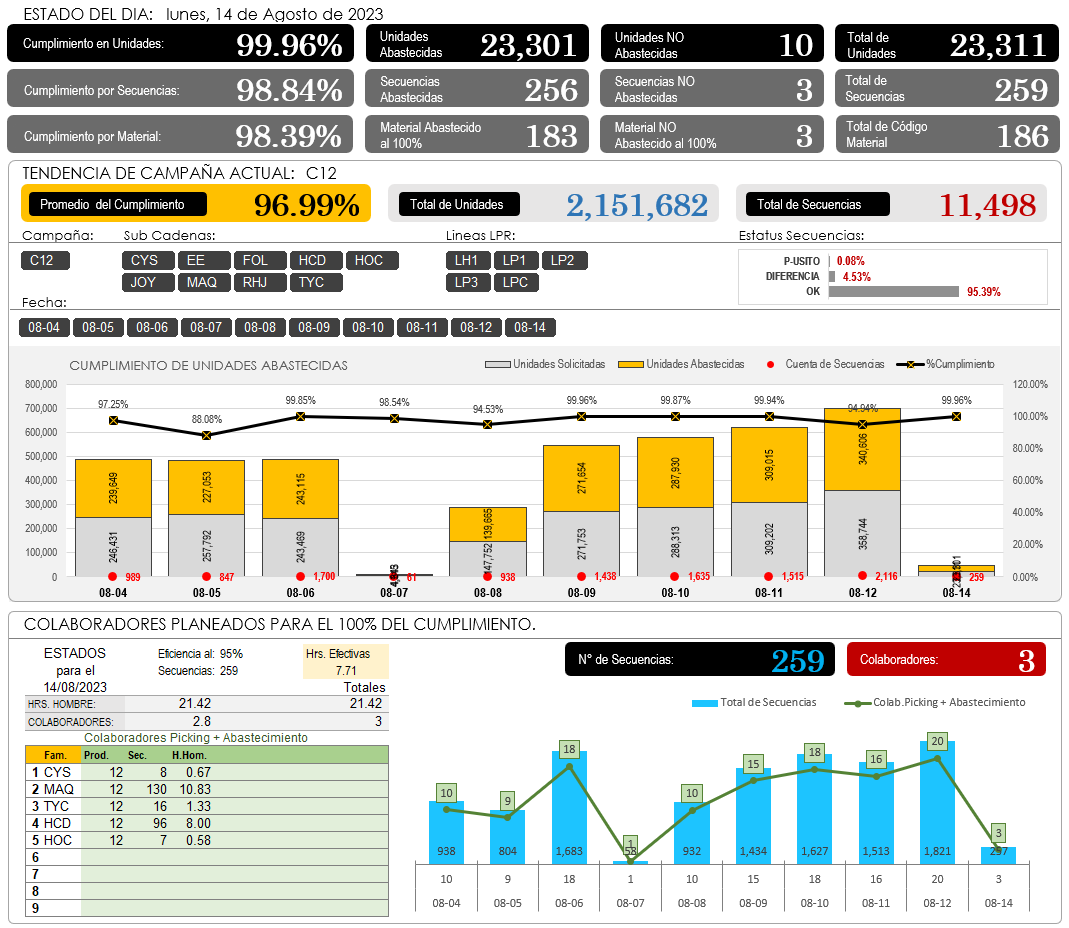 ESTADO DEL DIA: lunes, 14 de Agosto de 2023
Cumplimiento en Unidades: 99.96%
Unidades Abastecidas 23,301
Unidades NO Abastecidas 10
Total de Unidades 23,311
Cumplimiento por Secuencias: 98.84%
Secuencias Abastecidas 256
Secuencias NO Abastecidas 3
Total de Secuencias 259
Cumplimiento por Material: 98.39%
Material Abastecido al 100% 183
Material NO Abastecido al 100% 3
Total de Código Material 186
TENDENCIA DE CAMPAÑA ACTUAL: C12
Promedio del Cumplimiento 96.99%
Total de Unidades 2,151,682
Total de Secuencias 11,498
Campaña: Sub Cadenas: Lineas LPR: Estatus Secuencias:
C12 CYS EE FOL HCD HOC LH1 LP1 LP2
JOY MAQ RHJ TYC LP3 LPC
P-USITO 0.08%
DIFERENCIA 4.53%
OK 95.39%
Fecha:
08-04 08-05 08-06 08-07 08-08 08-09 08-10 08-11 08-12 08-14
CUMPLIMIENTO DE UNIDADES ABASTECIDAS
Unidades Solicitadas Unidades Abastecidas Cuenta de Secuencias %Cumplimiento
800,000
700,000
600,000
500,000
400,000
300,000
200,000
100,000
0
120.00%
100.00%
80.00%
60.00%
40.00%
20.00%
0.00%
97.25% 88.08% 99.85% 98.54% 94.53% 99.96% 99.87% 99.94% 94.94% 99.96%
239,649 227,053 243,115 139,665 271,654 287,930 309,015 340,606
246,431 257,792 243,469 147,752 271,753 288,313 309,202 358,744
989 847 1,700 61 938 1,438 1,635 1,515 2,116 259
08-04 08-05 08-06 08-07 08-08 08-09 08-10 08-11 08-12 08-14
COLABORADORES PLANEADOS PARA EL 100% DEL CUMPLIMIENTO.
ESTADOS para el 14/08/2023
Eficiencia al: 95%
Secuencias: 259
Hrs. Efectivas
7.71
Totales
HRS. HOMBRE: 21.42 21.42
COLABORADORES: 2.8 3
Colaboradores Picking + Abastecimiento
Fam. Prod. Sec. H.Hom.
1 CYS 12 8 0.67
2 MAQ 12 130 10.83
3 TYC 12 16 1.33
4 HCD 12 96 8.00
5 HOC 12 7 0.58
6
7
8
9
N° de Secuencias: 259
Colaboradores: 3
Total de Secuencias Colab.Picking + Abastecimiento
10 9 18 1 10 15 18 16 20 3
938 804 1,683 58 932 1,434 1,627 1,513 1,821 257
10 9 18 1 10 15 18 16 20 3
08-04 08-05 08-06 08-07 08-08 08-09 08-10 08-11 08-12 08-14